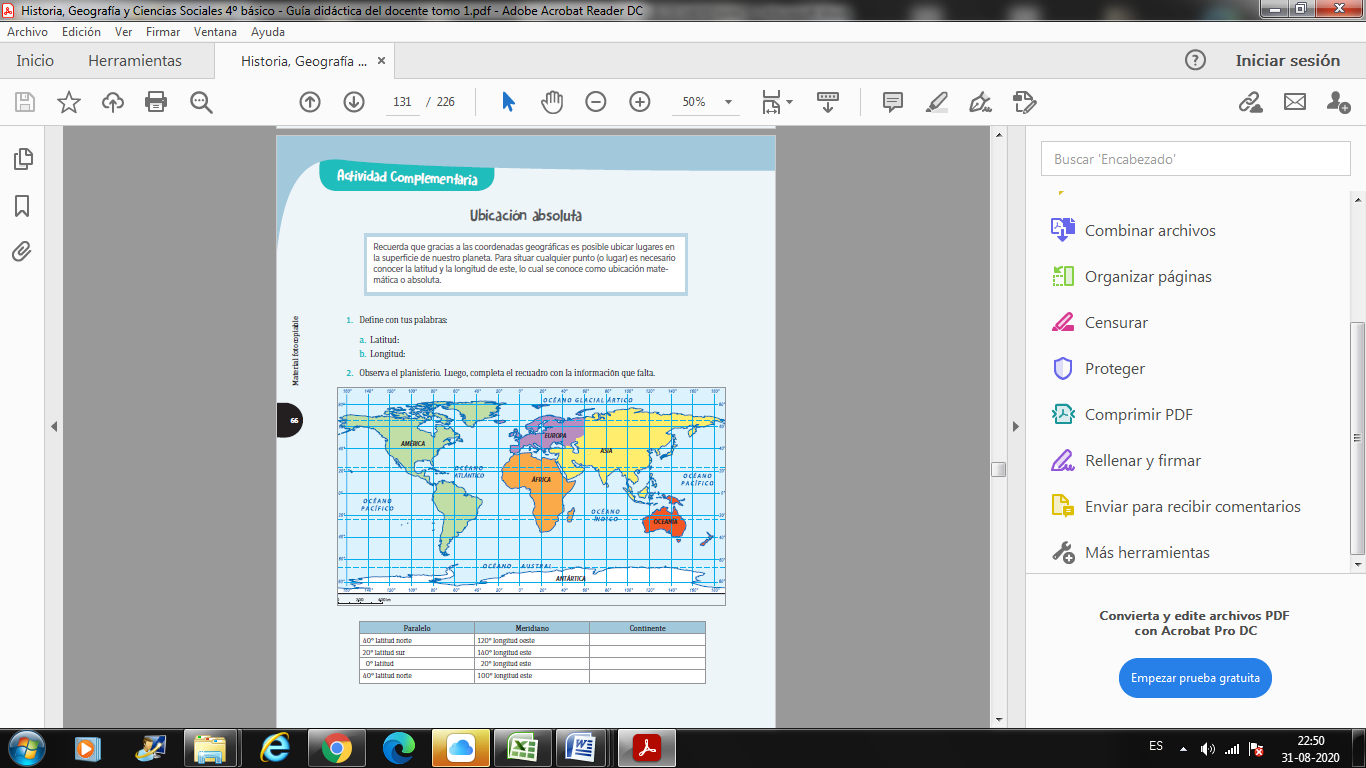 Historia, Geografía y Ciencias Sociales 4º básico - Guía didáctica del docente tomo 1.pdf - Adobe Acrobat Reader DC
Archivo Edición Ver Firmar Ventana Ayuda
Inicio Herramientas Historia, Geografía ... × Iniciar sesión
131 / 226 50%
Buscar 'Encabezado'
Combinar archivos
Organizar páginas
Censurar
Proteger
Comprimir PDF
Rellenar y firmar
Enviar para recibir comentarios
Más herramientas
Convierta y edite archivos PDF
con Acrobat Pro DC
Empezar prueba gratuita
Actividad Complementaria
Ubicación absoluta
Recuerda que gracias a las coordenadas geográficas es posible ubicar lugares en
la superficie de nuestro planeta. Para situar cualquier punto (o lugar) es necesario
conocer la latitud y la longitud de este, lo cual se conoce como ubicación mate-
mática o absoluta.
Material fotocopiable
66
1. Define con tus palabras:
a. Latitud:
b. Longitud:
2. Observa el planisferio. Luego, completa el recuadro con la información que falta.
OCÉANO GLACIAL ÁRTICO
AMÉRICA
EUROPA
ASIA
OCÉANO
ATLÁNTICO
ÁFRICA
OCÉANO
PACÍFICO
OCÉANO
PACÍFICO
OCÉANO
ÍNDICO
OCEANÍA
OCÉANO AUSTRAL
ANTÁRTICA
Paralelo Meridiano Continente
40° latitud norte 120° longitud oeste
20° latitud sur 140° longitud este
0° latitud 20° longitud este
40° latitud norte 100° longitud este
ES
22:50
31-08-2020